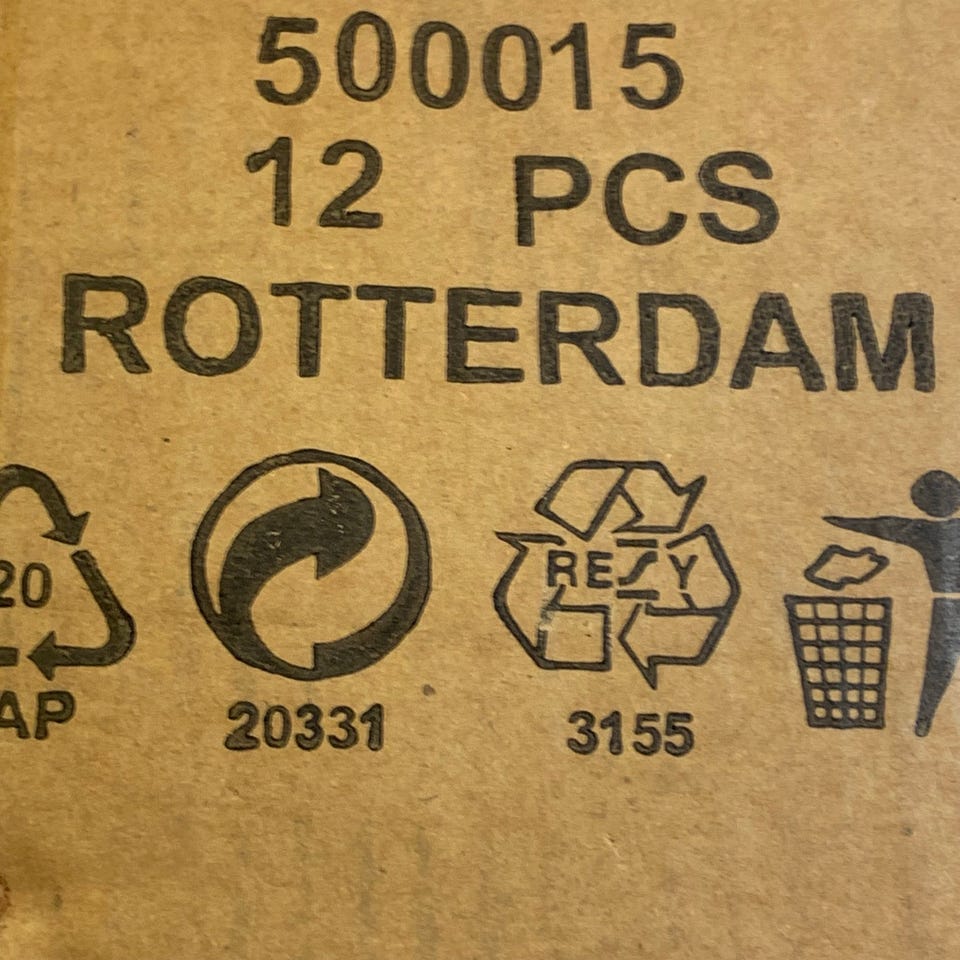 500015
12 PCS
ROTTERDAM
20
AP
RESY
20331
3155